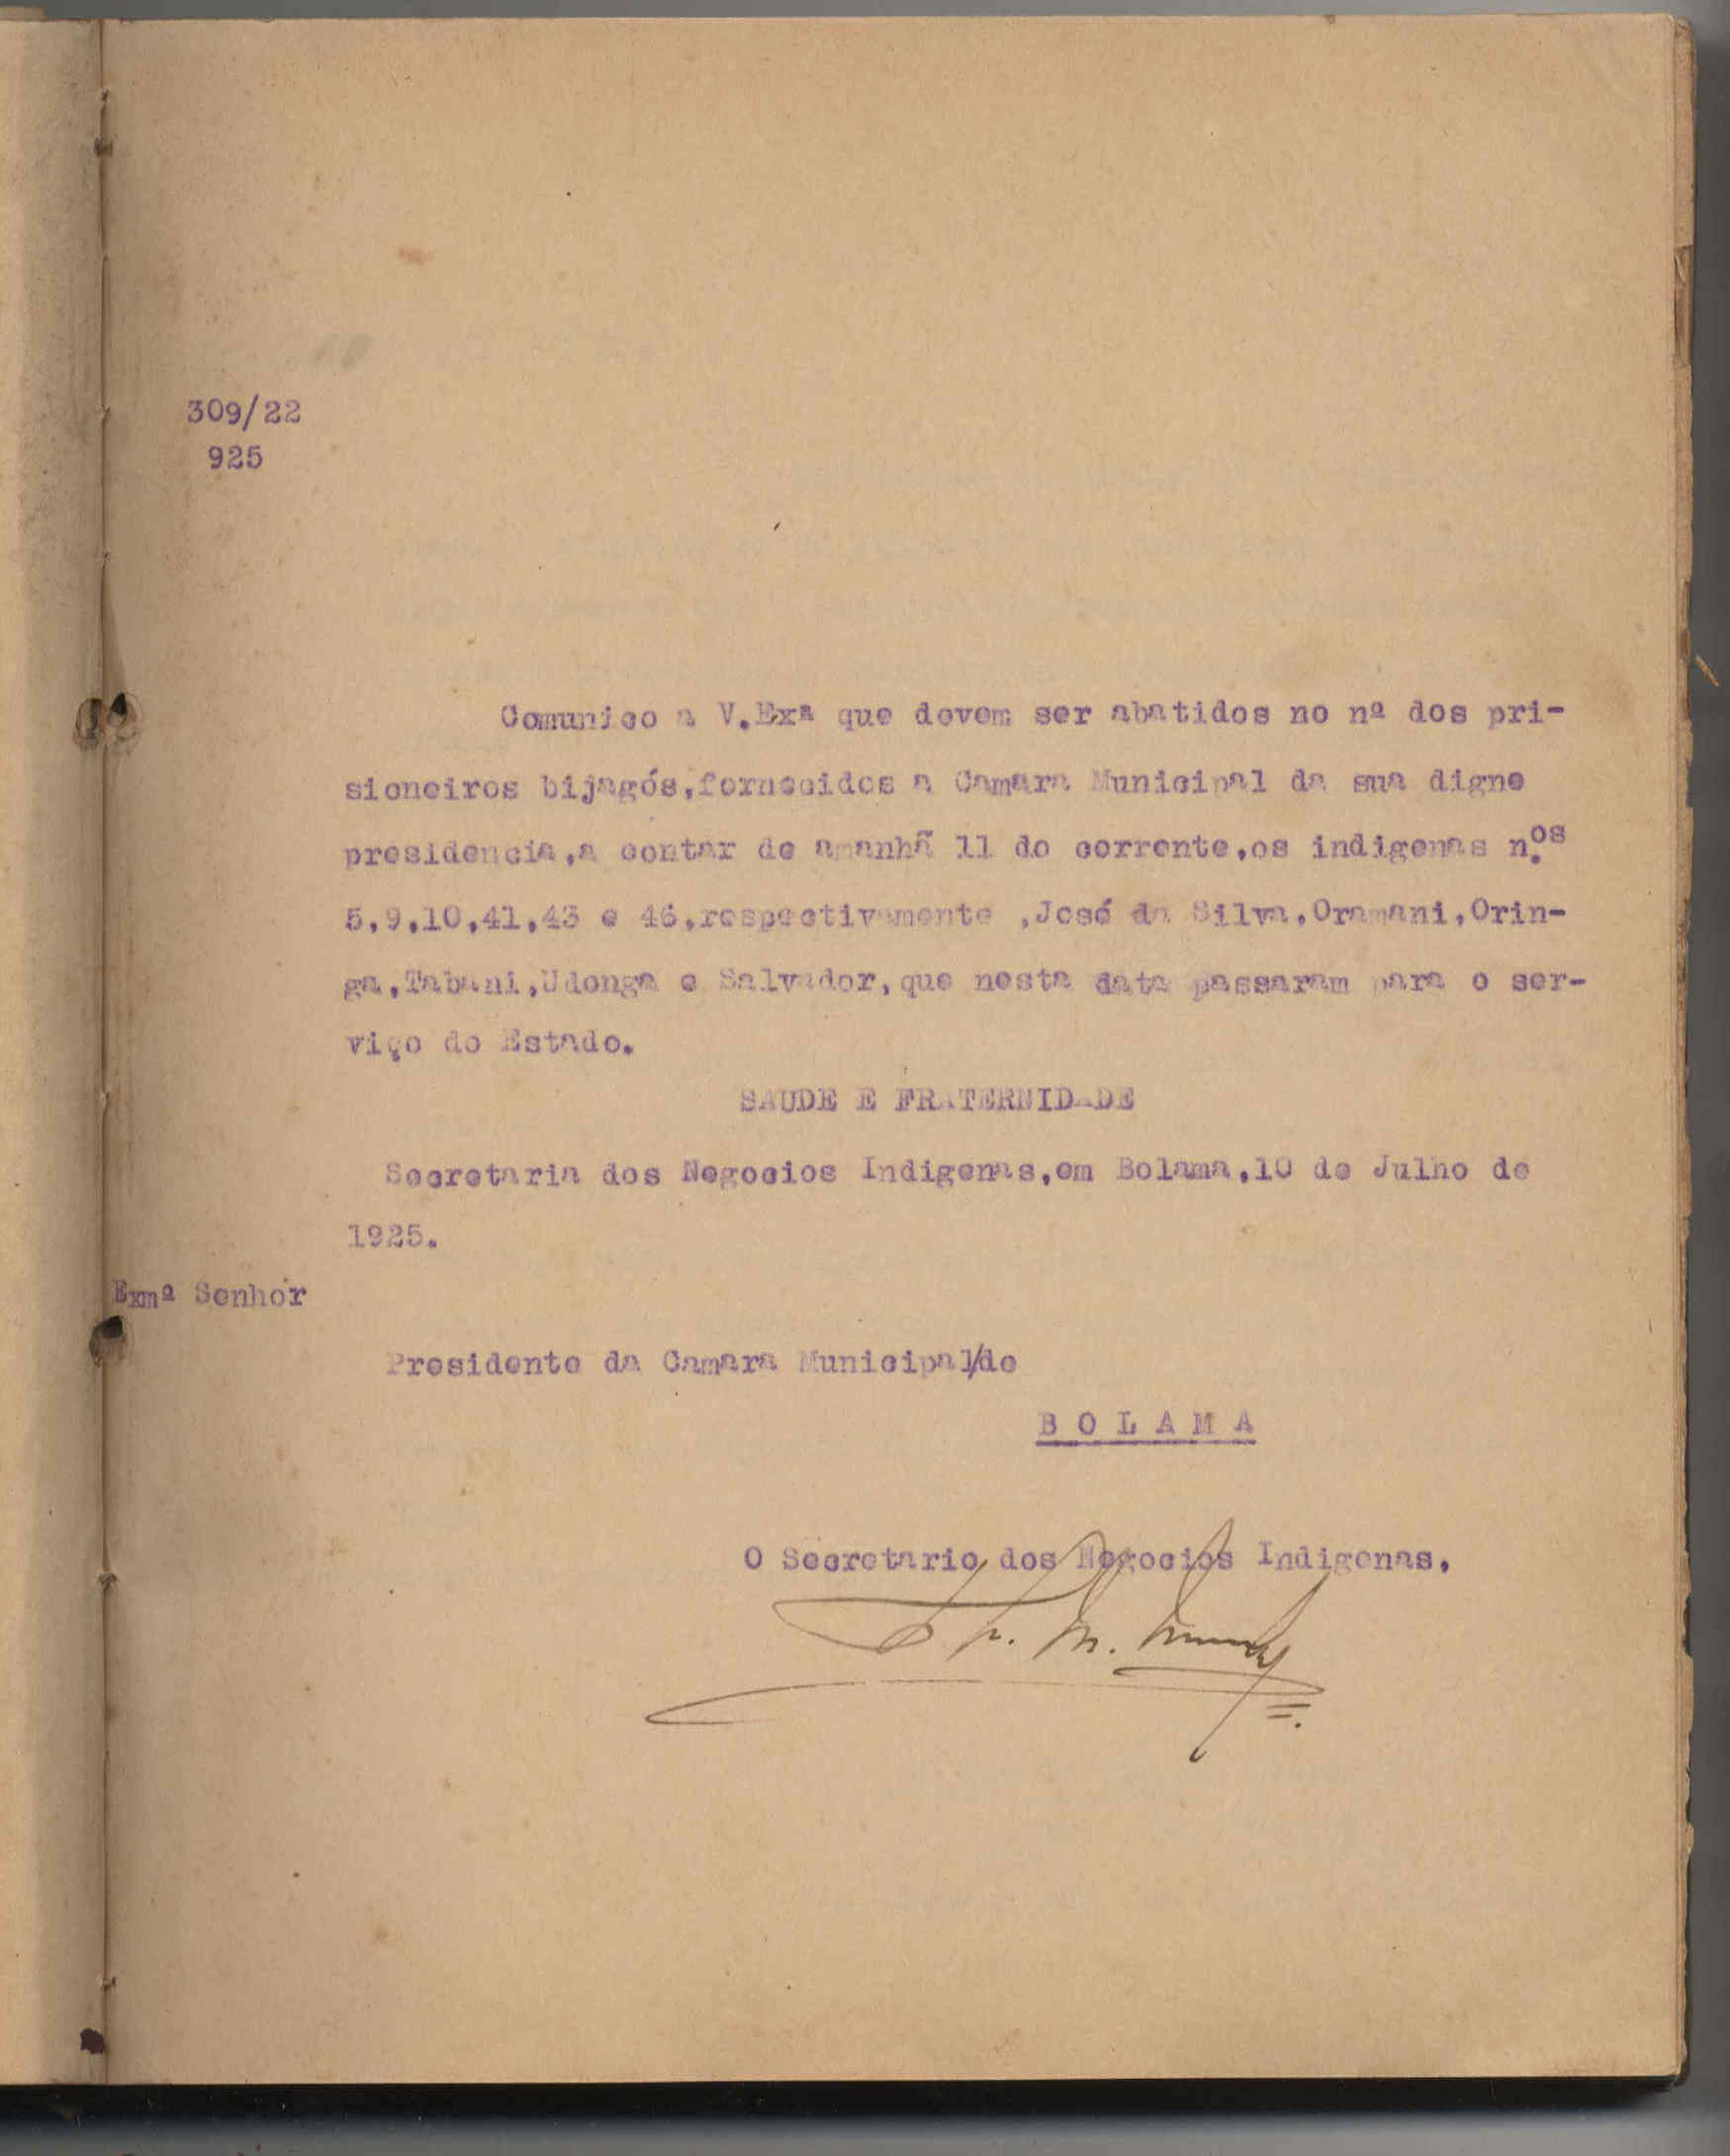 309/22
925
Comunico a V.Exª que devem ser abatidos no nº dos pri-
sioneiros bijagós,fornecidos a Camara Municipal da sua digne
presidencia,a contar de amanhã 11 do corrente,os indigenas n.os
5,9,10,41,43 e 46,respectivamente ,José da Silva,Oramani,Orin-
ga,Tabani,Udonga e Salvador,que nesta data passaram para o ser-
viço do Estado.
SAUDE E FRATERNIDADE
Secretaria dos Negocios Indigenas,em Bolama,10 de Julho de
1925.
Exmº Senhor
Presidente da Camara Municipal/de
B O L A M A
O Secretario dos Negocios Indigenas.